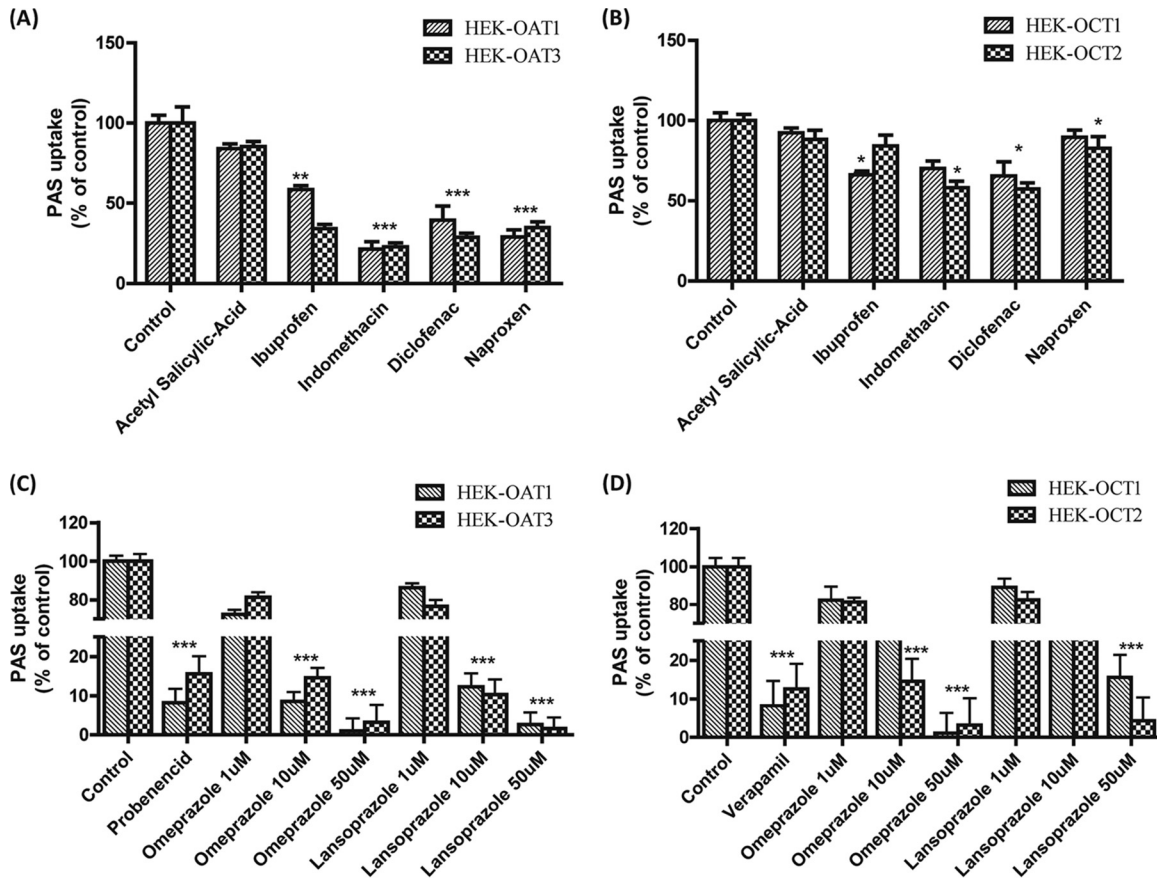 (A)
HEK-OAT1
HEK-OAT3
PAS uptake
(% of control)
150
100
50
0
**
***
***
***
Control
Acetyl Salicylic-Acid
Ibuprofen
Indomethacin
Diclofenac
Naproxen
(B)
HEK-OCT1
HEK-OCT2
PAS uptake
(% of control)
150
100
50
0
*
*
*
*
Control
Acetyl Salicylic-Acid
Ibuprofen
Indomethacin
Diclofenac
Naproxen
(C)
HEK-OAT1
HEK-OAT3
PAS uptake
(% of control)
120
100
80
20
10
0
***
***
***
***
***
Control
Probenencid
Omeprazole 1uM
Omeprazole 10uM
Omeprazole 50uM
Lansoprazole 1uM
Lansoprazole 10uM
Lansoprazole 50uM
(D)
HEK-OCT1
HEK-OCT2
PAS uptake
(% of control)
120
100
80
20
10
0
***
***
***
***
Control
Verapamil
Omeprazole 1uM
Omeprazole 10uM
Omeprazole 50uM
Lansoprazole 1uM
Lansoprazole 10uM
Lansoprazole 50uM